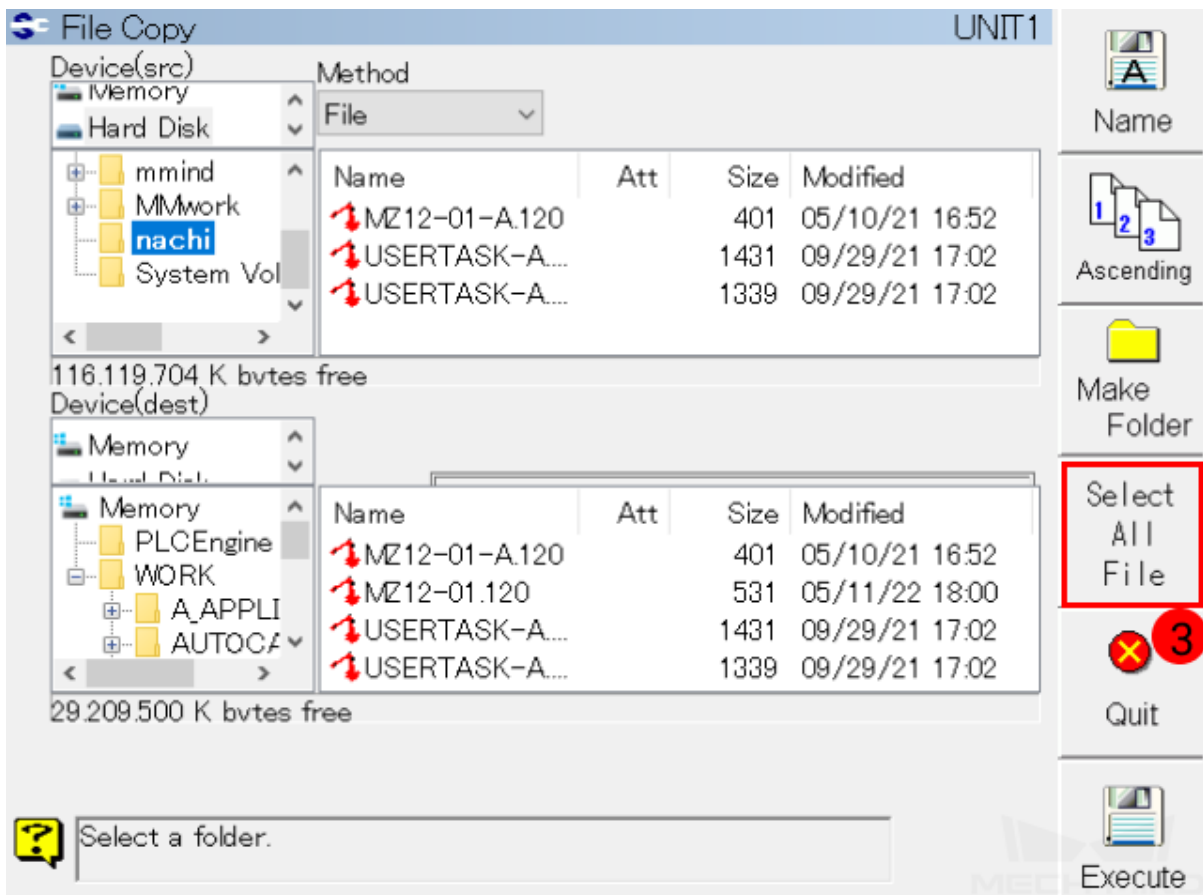 File Copy UNIT1
Device(src)
Method
Memory
Hard Disk
File
mmind
MMwork
nachi
System Vol
Name Att Size Modified
MZ12-01-A.120 401 05/10/21 16:52
USERTASK-A.... 1431 09/29/21 17:02
USERTASK-A.... 1339 09/29/21 17:02
116.119.704 K bytes free
Device(dest)
Memory
Hard Disk
Memory
PLCEngine
WORK
A_APPLI
AUTOCA
Name Att Size Modified
MZ12-01-A.120 401 05/10/21 16:52
MZ12-01.120 531 05/11/22 18:00
USERTASK-A.... 1431 09/29/21 17:02
USERTASK-A.... 1339 09/29/21 17:02
29.209.500 K bytes free
Select a folder.
A
Name
1 2 3
Ascending
Make
Folder
Select
All
File
3
Quit
Execute